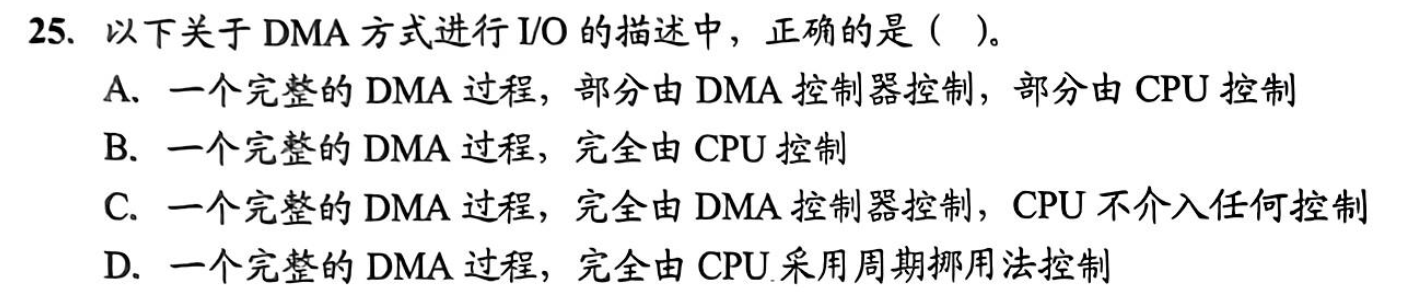 25. 以下关于 DMA 方式进行 I/O 的描述中，正确的是（ ）。
A. 一个完整的 DMA 过程，部分由 DMA 控制器控制，部分由 CPU 控制
B. 一个完整的 DMA 过程，完全由 CPU 控制
C. 一个完整的 DMA 过程，完全由 DMA 控制器控制，CPU 不介入任何控制
D. 一个完整的 DMA 过程，完全由 CPU 采用周期挪用法控制